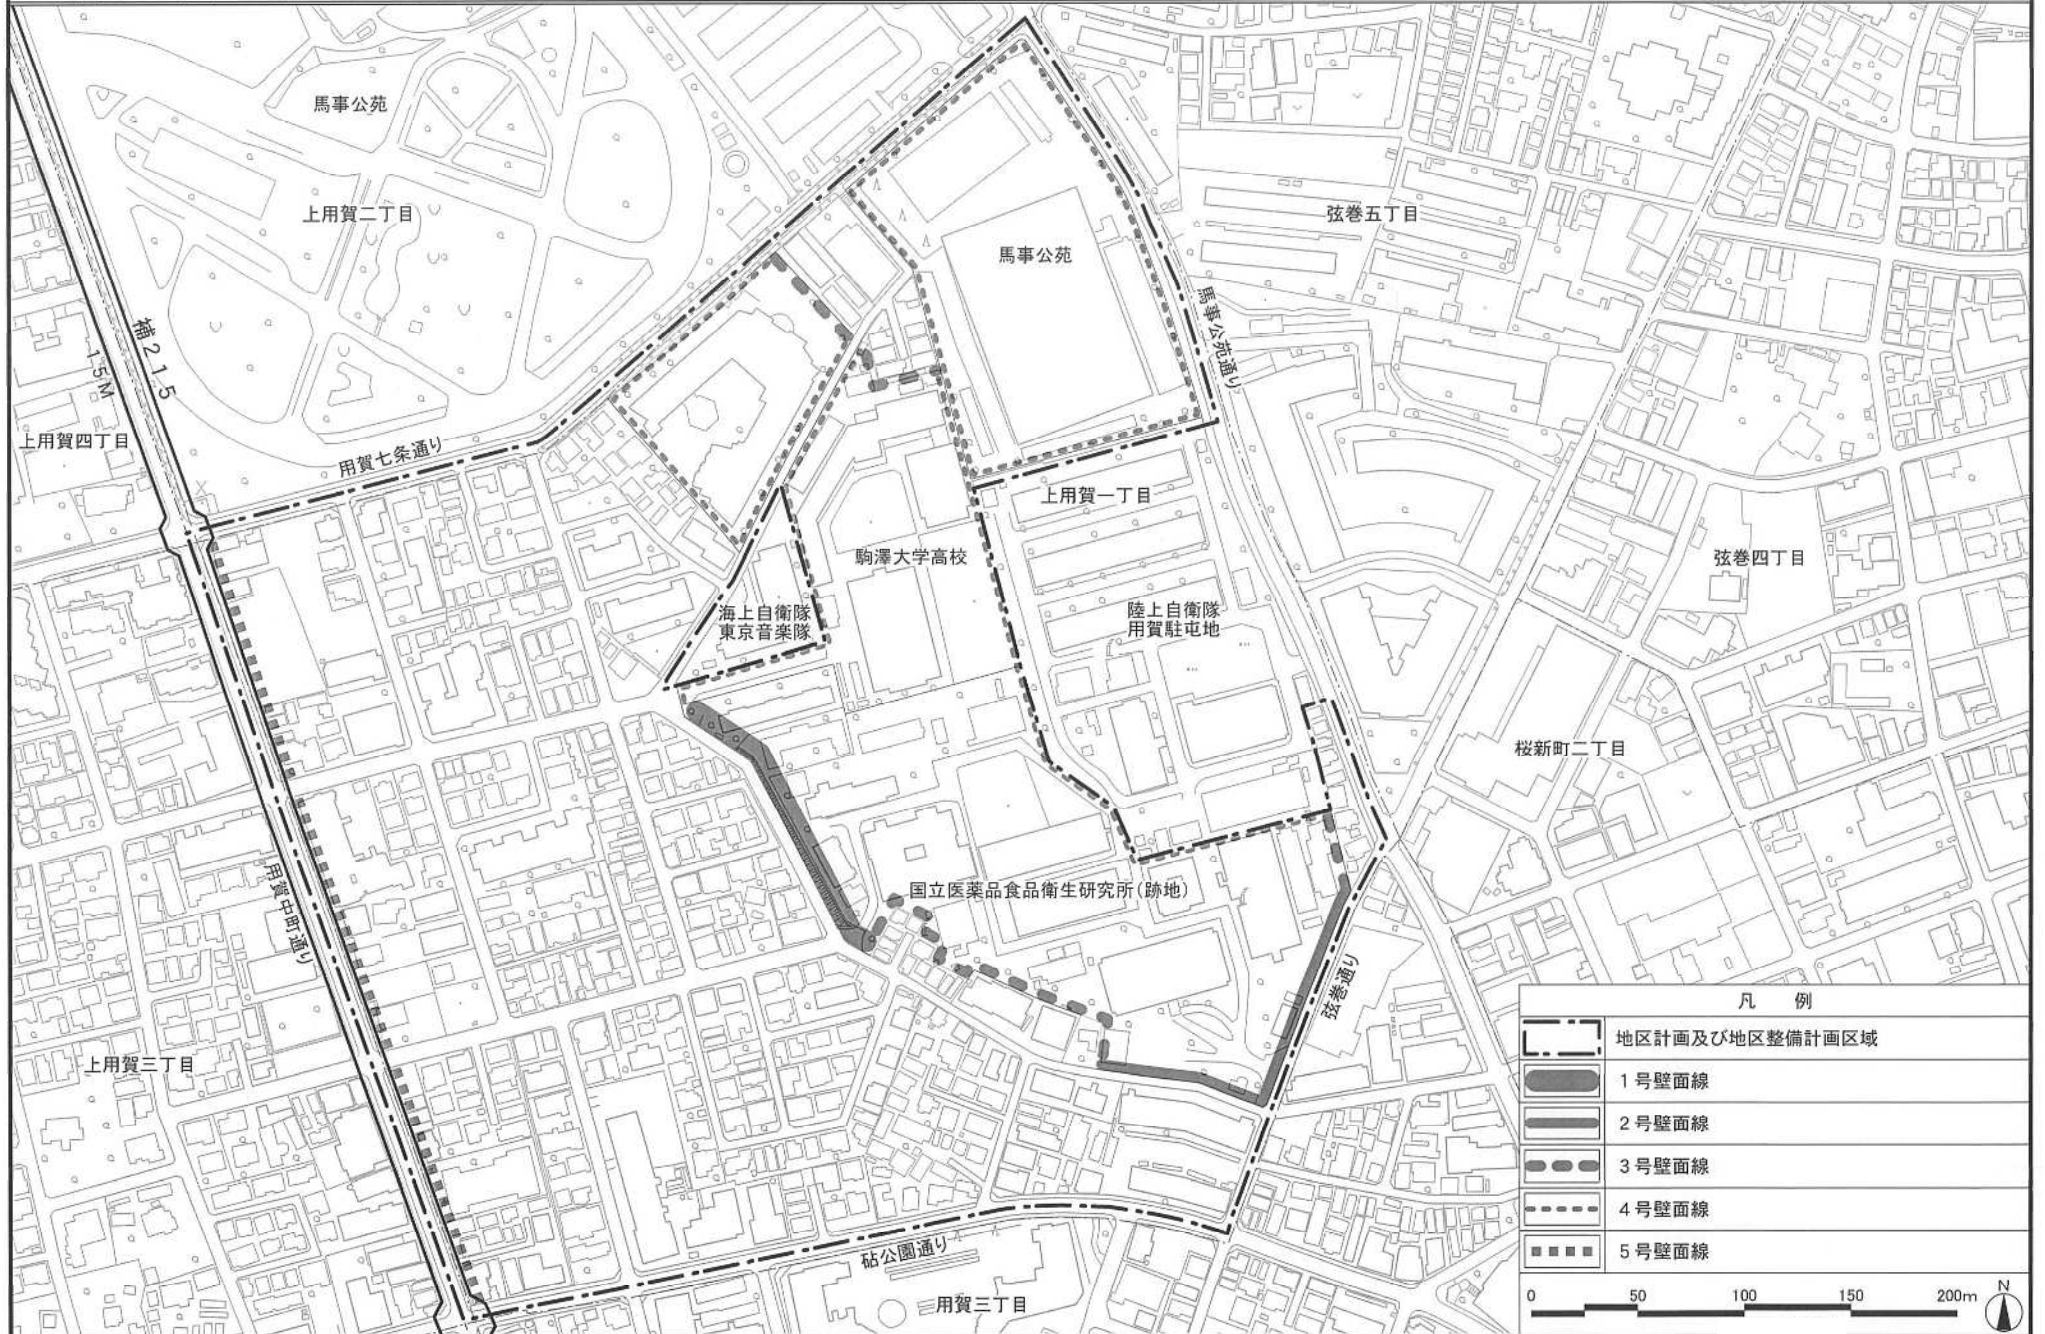 馬事公苑
上用賀二丁目
馬事公苑
弦巻五丁目
馬事公苑通り
補215
15M
上用賀四丁目
用賀七条通り
上用賀一丁目
駒澤大学高校
弦巻四丁目
海上自衛隊
東京音楽隊
陸上自衛隊
用賀駐屯地
桜新町二丁目
国立医薬品食品衛生研究所(跡地)
用賀中町通り
弦巻通り
上用賀三丁目
砧公園通り
用賀三丁目
凡 例
地区計画及び地区整備計画区域
1号壁面線
2号壁面線
3号壁面線
4号壁面線
5号壁面線
0 50 100 150 200m
N